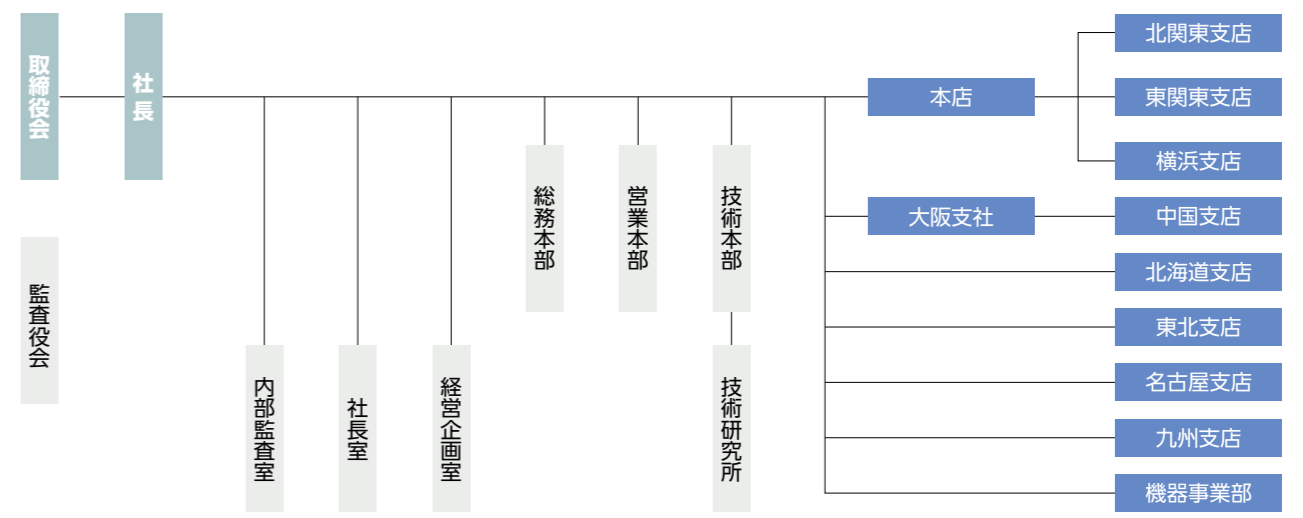 取締役会
社長
監査役会
内部監査室
社長室
経営企画室
総務本部
営業本部
技術本部
技術研究所
本店
北関東支店
東関東支店
横浜支店
大阪支社
中国支店
北海道支店
東北支店
名古屋支店
九州支店
機器事業部